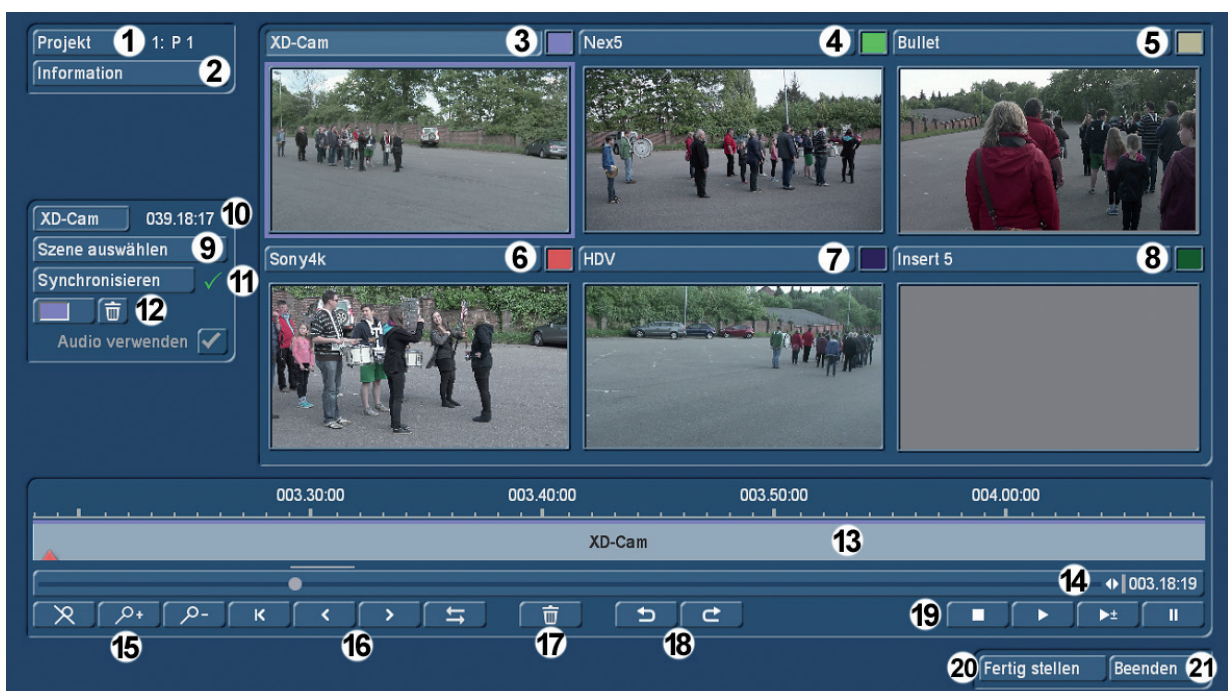 Projekt 1 1: P 1
Information 2
XD-Cam 3
Nex5 4
Bullet 5
XD-Cam 039.18:17 10
Szene auswählen 9
Synchronisieren 11
12
Audio verwenden
Sony4k 6
HDV 7
Insert 5 8
003.30:00 003.40:00 003.50:00 004.00:00
XD-Cam 13
14 003.18:19
15 16 17 18 19
20 Fertig stellen Beenden 21